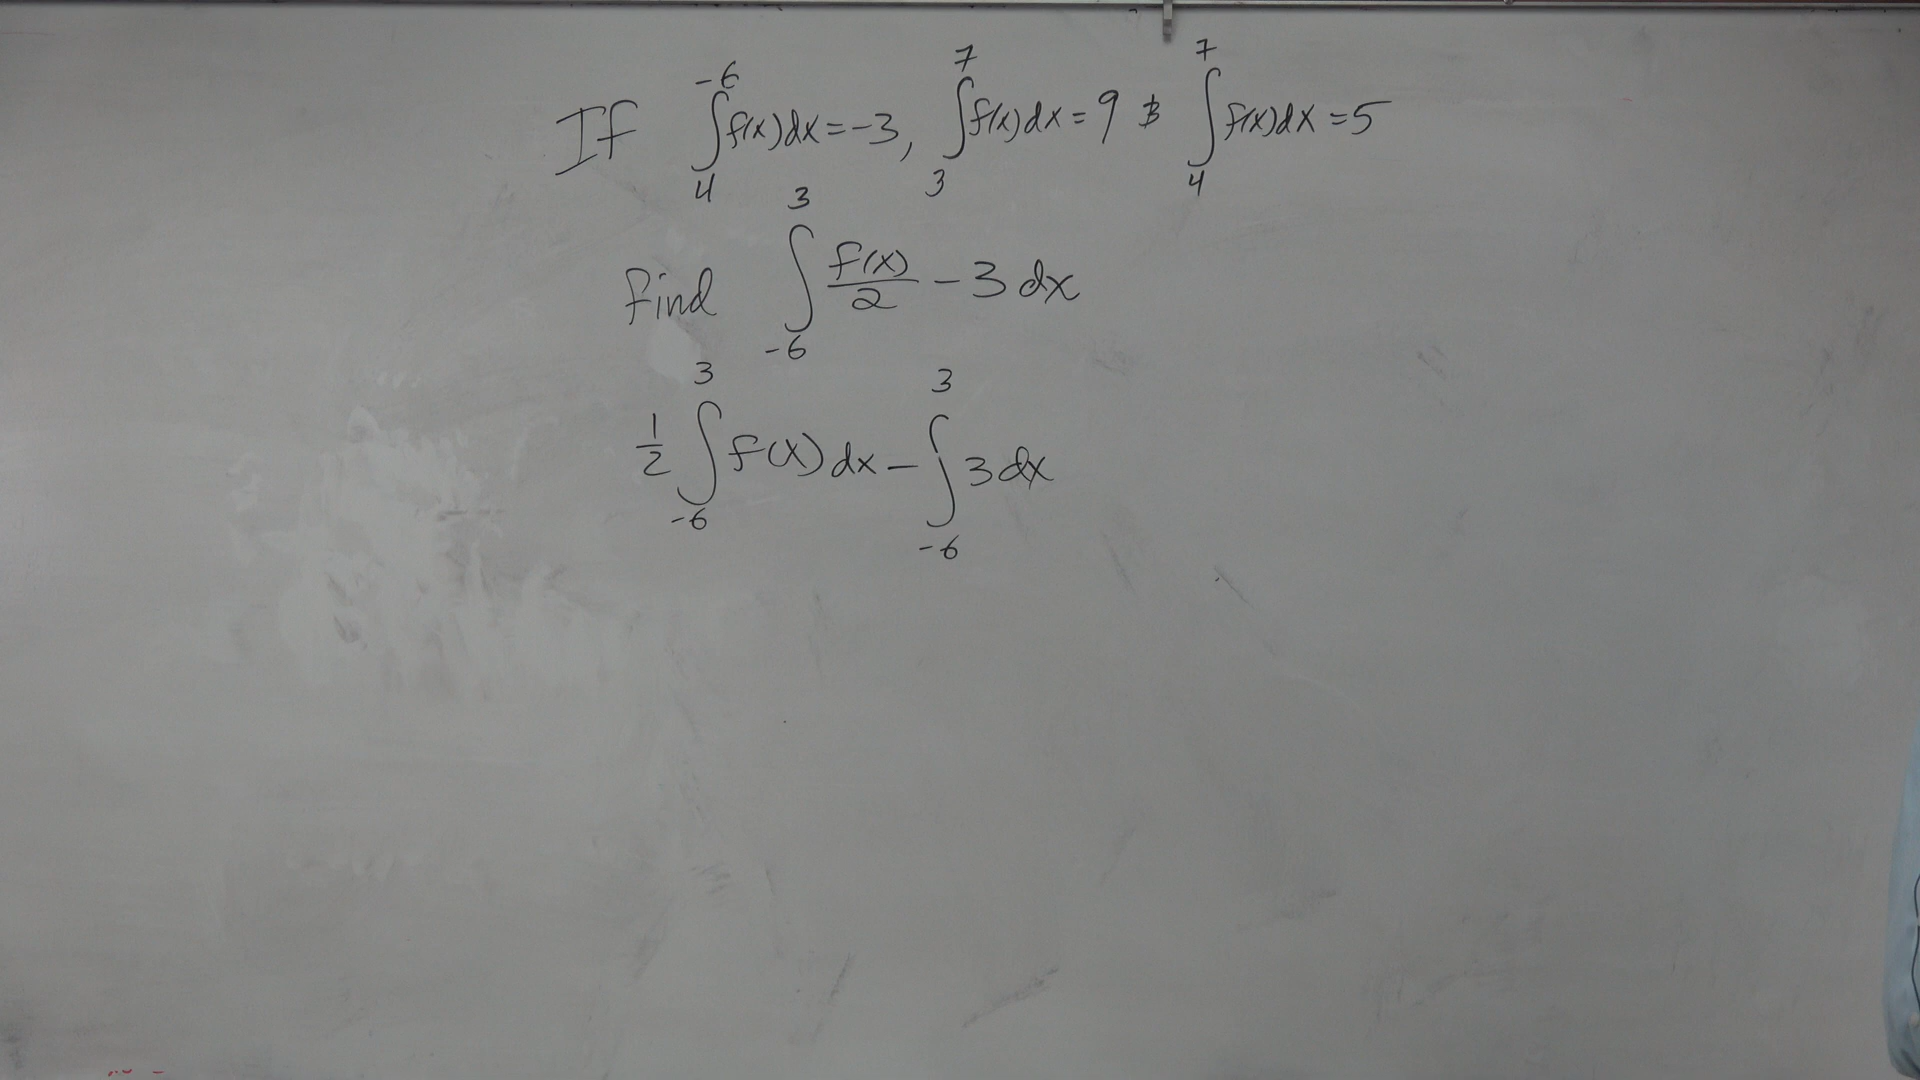 If ∫₄⁻⁶ f(x)dx = -3, ∫₃⁷ f(x)dx = 9 & ∫₄⁷ f(x)dx = 5
find ∫₋₆³ f(x)/2 - 3 dx
1/2 ∫₋₆³ f(x) dx - ∫₋₆³ 3 dx